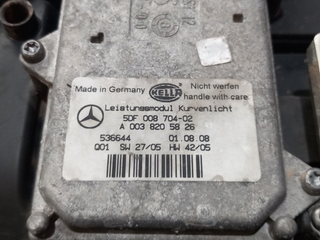 Made in Germany
HELLA
Nicht werfen
handle with care
Leistungsmodul Kurvenlicht
5DF 008 704-02
A 003 820 58 26
536644 01.08.08
Q01 SW 27/05 HW 42/05